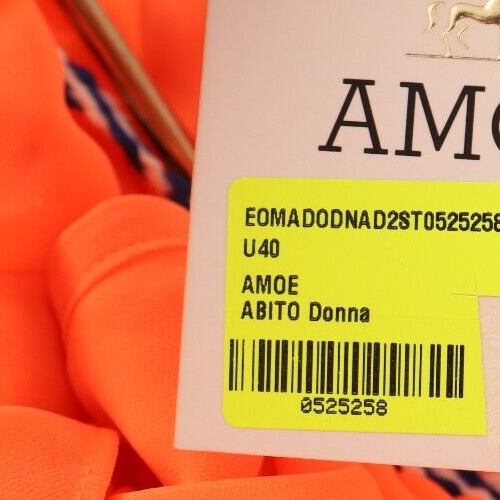 AMO
EOMADODNAD2ST0525258
U40
AMOE
ABITO Donna
0525258